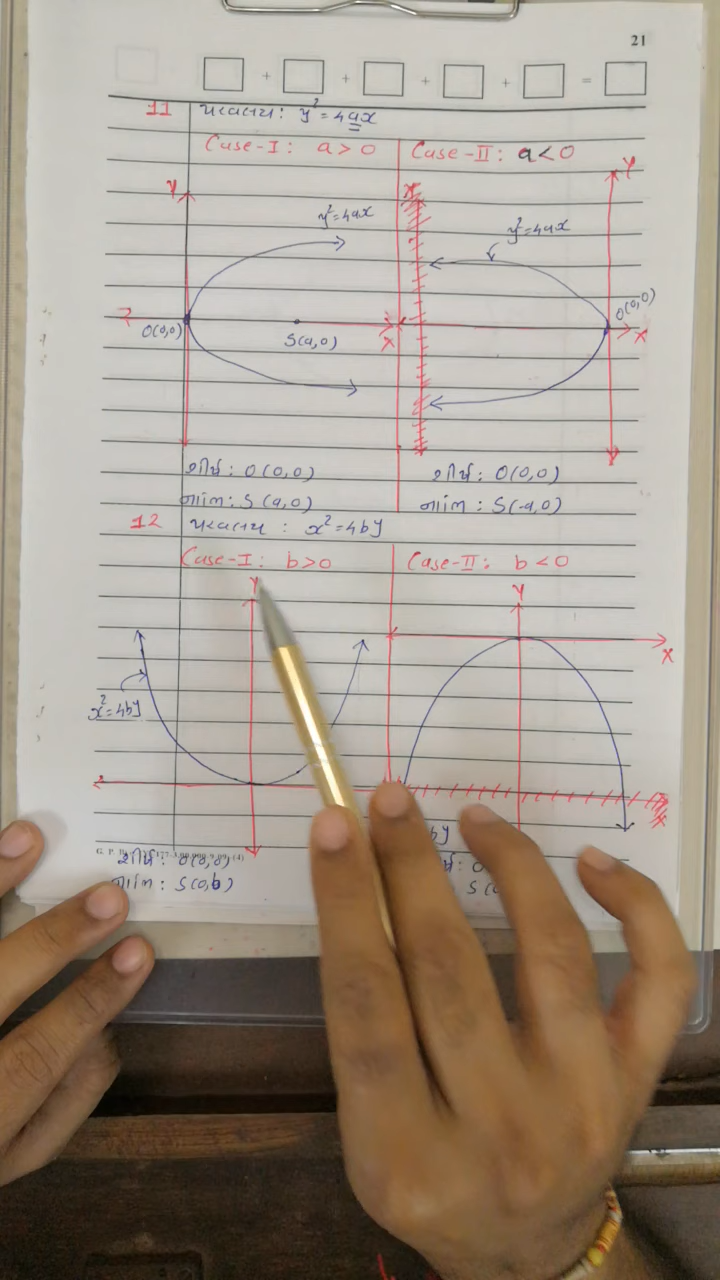 21
+ + + + =
11 પરવલય: y² = 4ax
Case-I: a > 0
Case-II: a < 0
Y
y² = 4ax
O(0,0)
S(a,0)
X
Y
X
y² = 4ax
O(0,0)
X
શીર્ષ: O(0,0)
નાભિ: S(a,0)
શીર્ષ: O(0,0)
નાભિ: S(-a,0)
12 પરવલય: x² = 4by
Case-I: b > 0
Case-II: b < 0
Y
x² = 4by
Y
X
by
શીર્ષ: O(0,0)
નાભિ: S(0,b)